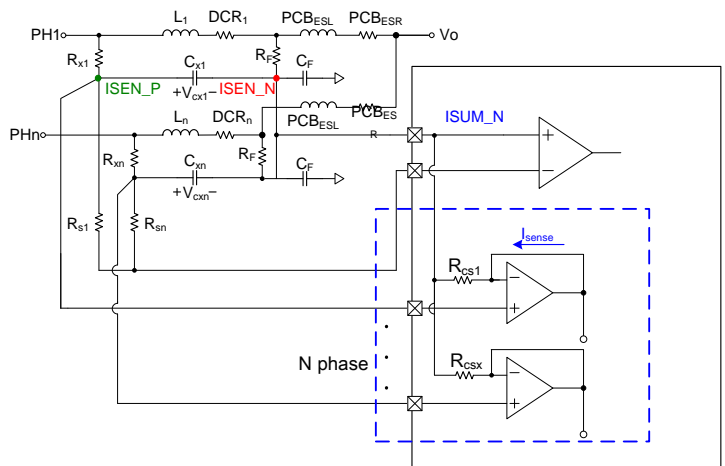 L1 DCR1 PCBESL PCBESR
PH1 Vo
Rx1 Cx1 RF CF
ISEN_P +Vcx1− ISEN_N
Ln DCRn PCBESL PCBES
PHn R ISUM_N
+
Rxn Cxn RF CF
+Vcxn−
−
Rs1 Rsn
Isense
Rcs1 −
+
N phase
Rcsx −
+